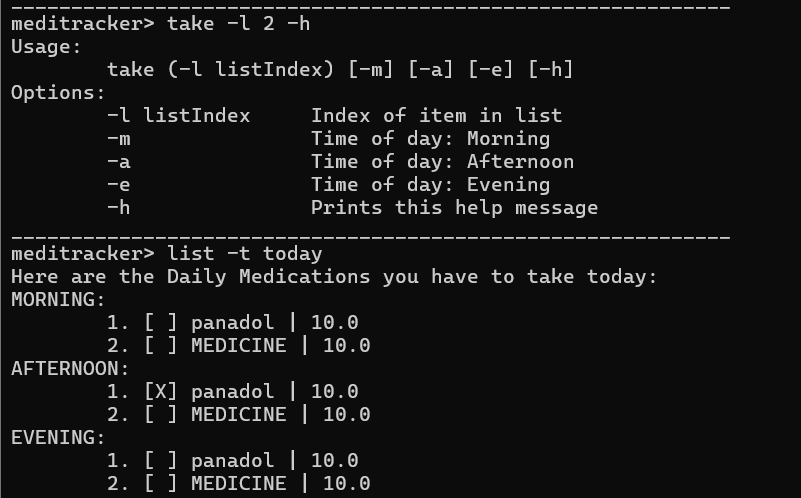 ____________________________________________________________
meditracker> take -l 2 -h
Usage:
        take (-l listIndex) [-m] [-a] [-e] [-h]
Options:
        -l listIndex     Index of item in list
        -m               Time of day: Morning
        -a               Time of day: Afternoon
        -e               Time of day: Evening
        -h               Prints this help message
____________________________________________________________
meditracker> list -t today
Here are the Daily Medications you have to take today:
MORNING:
        1. [ ] panadol | 10.0
        2. [ ] MEDICINE | 10.0
AFTERNOON:
        1. [X] panadol | 10.0
        2. [ ] MEDICINE | 10.0
EVENING:
        1. [ ] panadol | 10.0
        2. [ ] MEDICINE | 10.0